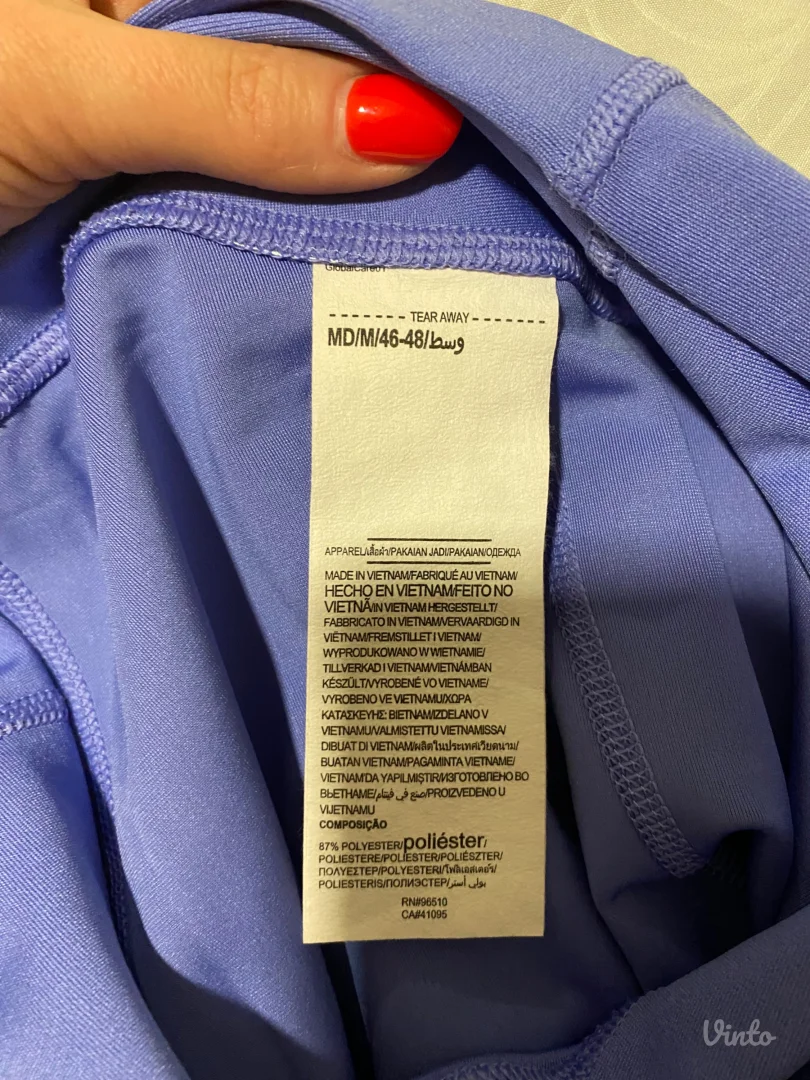 GlobalCare01
- - - - - - - TEAR AWAY - - - - - - -
MD/M/46-48/وسط
APPAREL/เสื้อผ้า/PAKAIAN JADI/PAKAIAN/ОДЕЖДА
MADE IN VIETNAM/FABRIQUÉ AU VIETNAM/
HECHO EN VIETNAM/FEITO NO
VIETNÃ/IN VIETNAM HERGESTELLT/
FABBRICATO IN VIETNAM/VERVAARDIGD IN
VIËTNAM/FREMSTILLET I VIETNAM/
WYPRODUKOWANO W WIETNAMIE/
TILLVERKAD I VIETNAM/VIETNÁMBAN
KÉSZÜLT/VYROBENÉ VO VIETNAME/
VYROBENO VE VIETNAMU/ΧΩΡΑ
ΚΑΤΑΣΚΕΥΗΣ: ΒΙΕΤΝΑΜ/IZDELANO V
VIETNAMU/VALMISTETTU VIETNAMISSA/
DIBUAT DI VIETNAM/ผลิตในประเทศเวียดนาม/
BUATAN VIETNAM/PAGAMINTA VIETNAME/
VIETNAM'DA YAPILMIŞTIR/ИЗГОТОВЛЕНО ВО
ВЬЕТНАМЕ/صنع في فيتنام/PROIZVEDENO U
VIJETNAMU
COMPOSIÇÃO
87% POLYESTER/poliéster/
POLIESTERE/POLIESTER/POLIÉSZTER/
ΠΟΛΥΕΣΤΕΡ/POLYESTERI/โพลีเอสเตอร์/
POLIESTERIS/ПОЛИЭСТЕР/بولي أستر/
RN#96510
CA#41095
Vinto